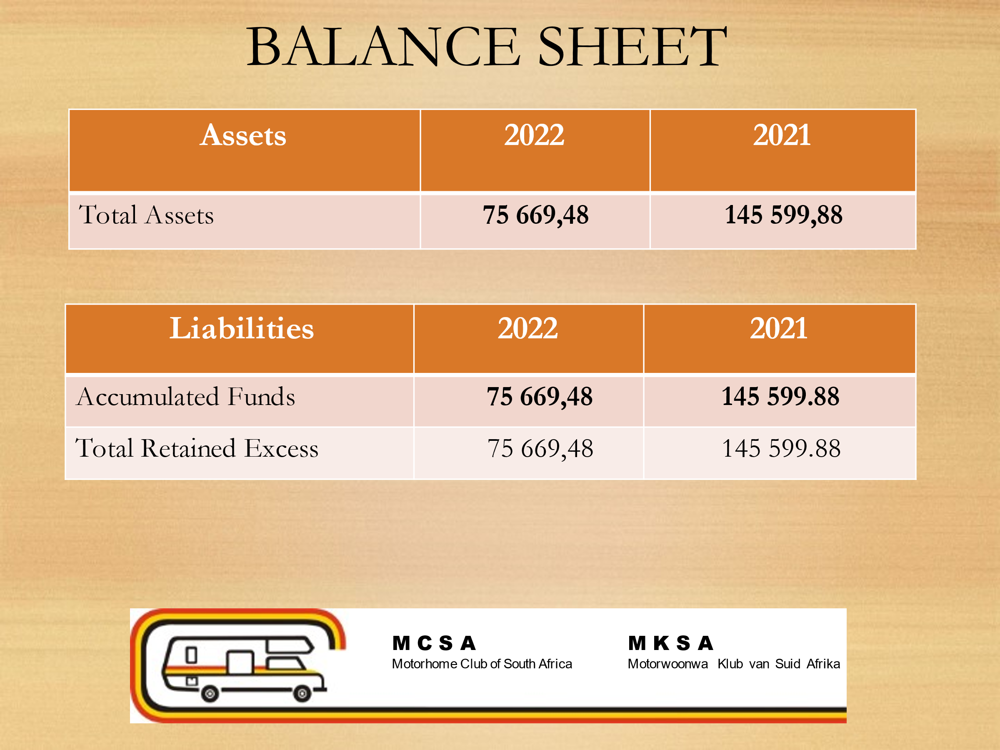 BALANCE SHEET
Assets 2022 2021
Total Assets 75 669,48 145 599,88
Liabilities 2022 2021
Accumulated Funds 75 669,48 145 599.88
Total Retained Excess 75 669,48 145 599.88
M C S A M K S A
Motorhome Club of South Africa Motorwoonwa Klub van Suid Afrika